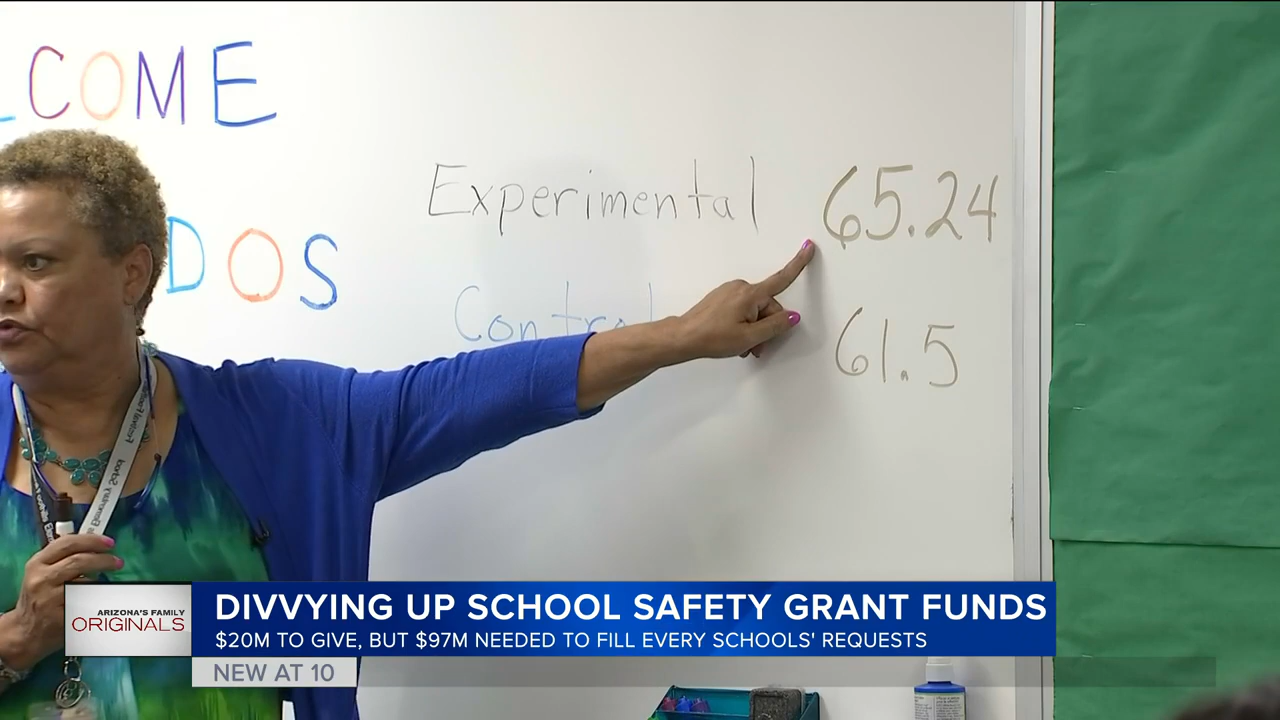 COME
DOS
Experimental 65.24
Control 61.5
ARIZONA'S FAMILY
ORIGINALS
DIVVYING UP SCHOOL SAFETY GRANT FUNDS
$20M TO GIVE, BUT $97M NEEDED TO FILL EVERY SCHOOLS' REQUESTS
NEW AT 10